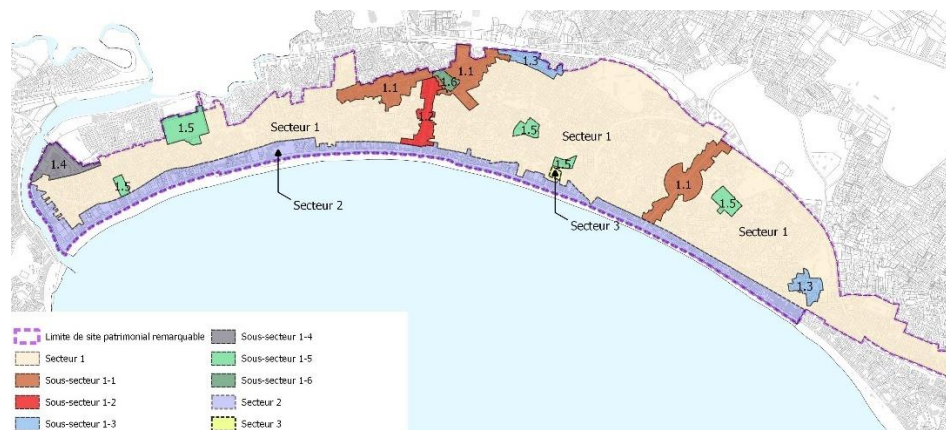 1.3
1.1
1.6
1.1
1.5
Secteur 1
1.5
Secteur 1
1.4
1.5
1.5
1.1
1.5
Secteur 2
Secteur 3
Secteur 1
1.3
Limite de site patrimonial remarquable
Secteur 1
Sous-secteur 1-1
Sous-secteur 1-2
Sous-secteur 1-3
Sous-secteur 1-4
Sous-secteur 1-5
Sous-secteur 1-6
Secteur 2
Secteur 3